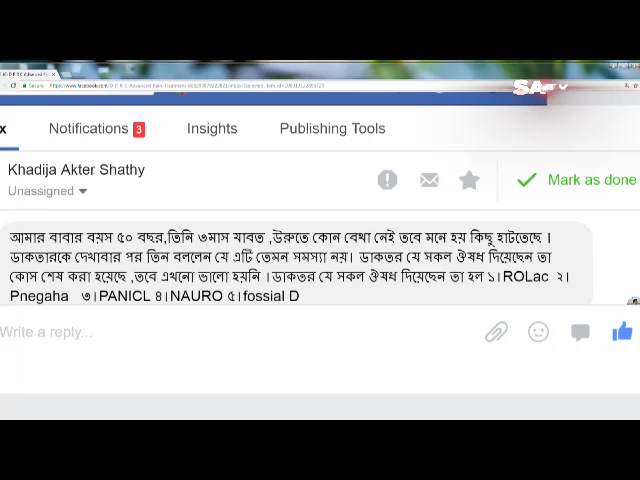 SATV
x Notifications 3 Insights Publishing Tools
Khadija Akter Shathy
Unassigned
Mark as done
আমার বাবার বয়স ৫০ বছর,তিনি ৩মাস যাবত ,উরুতে কোন বেথা নেই তবে মনে হয় কিছু হাটতেছে।
ডাকতারকে দেখাবার পর তিন বললেন যে এটি তেমন সমস্যা নয়। ডাকতর যে সকল ঔষধ দিয়েছেন তা
কোস শেষ করা হয়েছে ,তবে এখনো ভালো হয়নি ।ডাকতর যে সকল ঔষধ দিয়েছেন তা হল ১।ROLac ২।
Pnegaha ৩।PANICL ৪।NAURO ৫।fossial D
Write a reply...